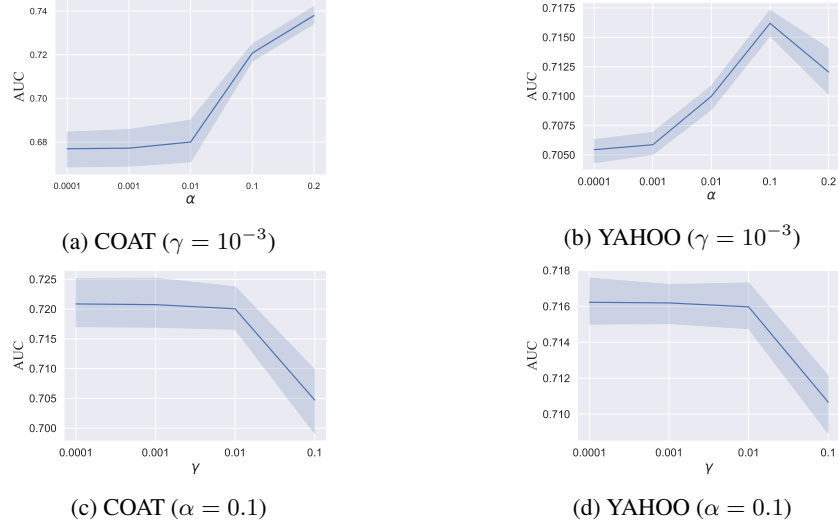 0.74
0.72
0.70
0.68
AUC
0.0001 0.001 0.01 0.1 0.2
α
(a) COAT (γ = 10⁻³)
0.7175
0.7150
0.7125
0.7100
0.7075
0.7050
AUC
0.0001 0.001 0.01 0.1 0.2
α
(b) YAHOO (γ = 10⁻³)
0.725
0.720
0.715
0.710
0.705
0.700
AUC
0.0001 0.001 0.01 0.1
γ
(c) COAT (α = 0.1)
0.718
0.716
0.714
0.712
0.710
AUC
0.0001 0.001 0.01 0.1
γ
(d) YAHOO (α = 0.1)